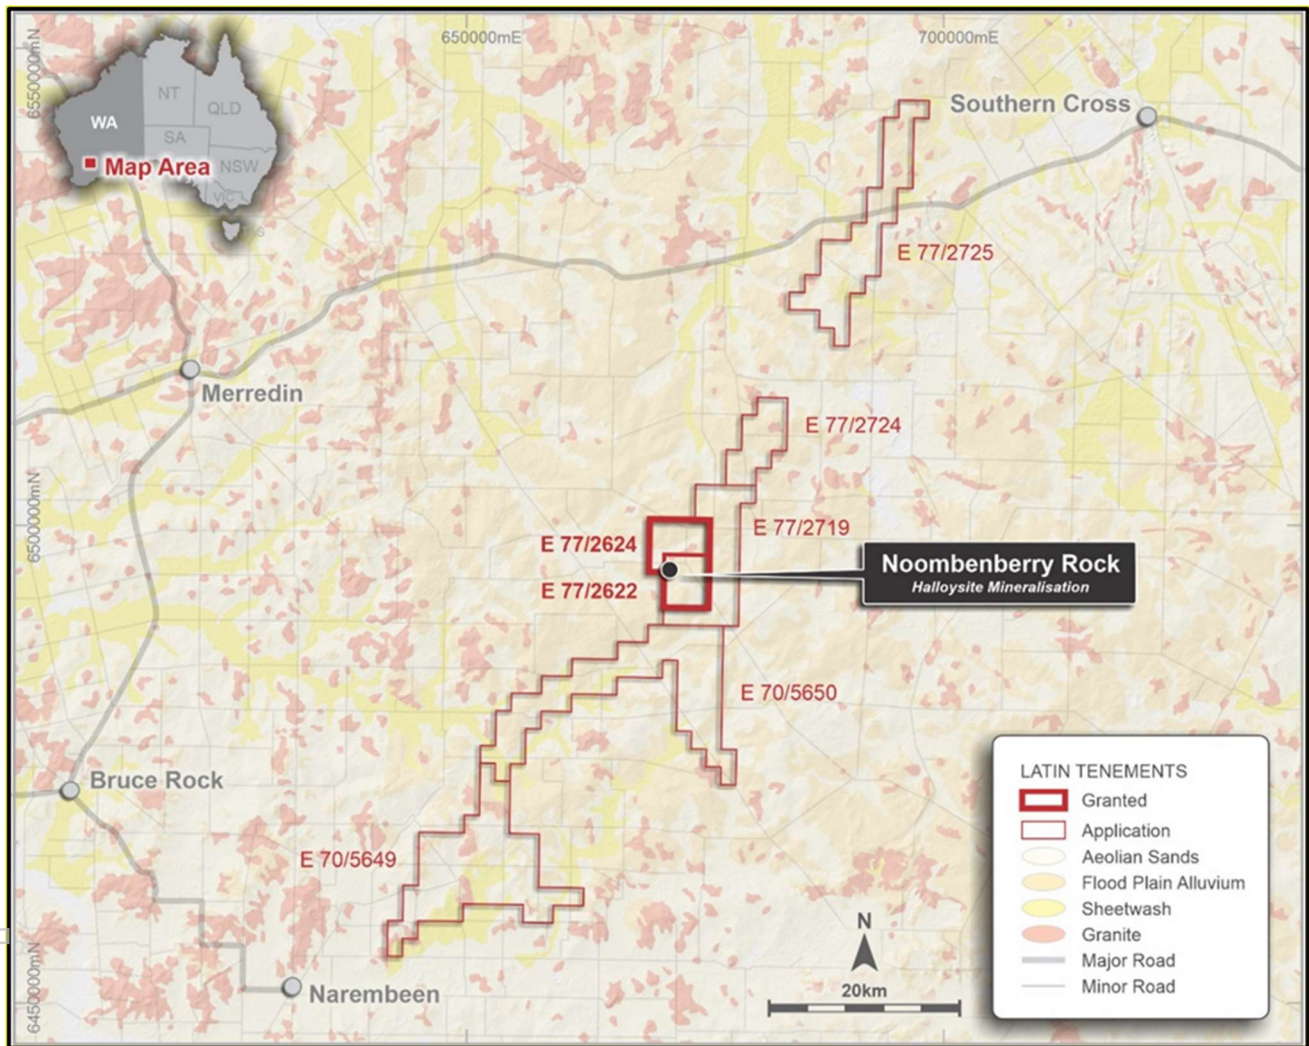 650000mE
700000mE
6550000mN
NT
QLD
WA
SA
NSW
VIC
Map Area
Southern Cross
E 77/2725
Merredin
E 77/2724
6500000mN
E 77/2719
E 77/2624
Noombenberry Rock
Halloysite Mineralisation
E 77/2622
E 70/5650
Bruce Rock
E 70/5649
Narembeen
6450000mN
N
20km
LATIN TENEMENTS
Granted
Application
Aeolian Sands
Flood Plain Alluvium
Sheetwash
Granite
Major Road
Minor Road